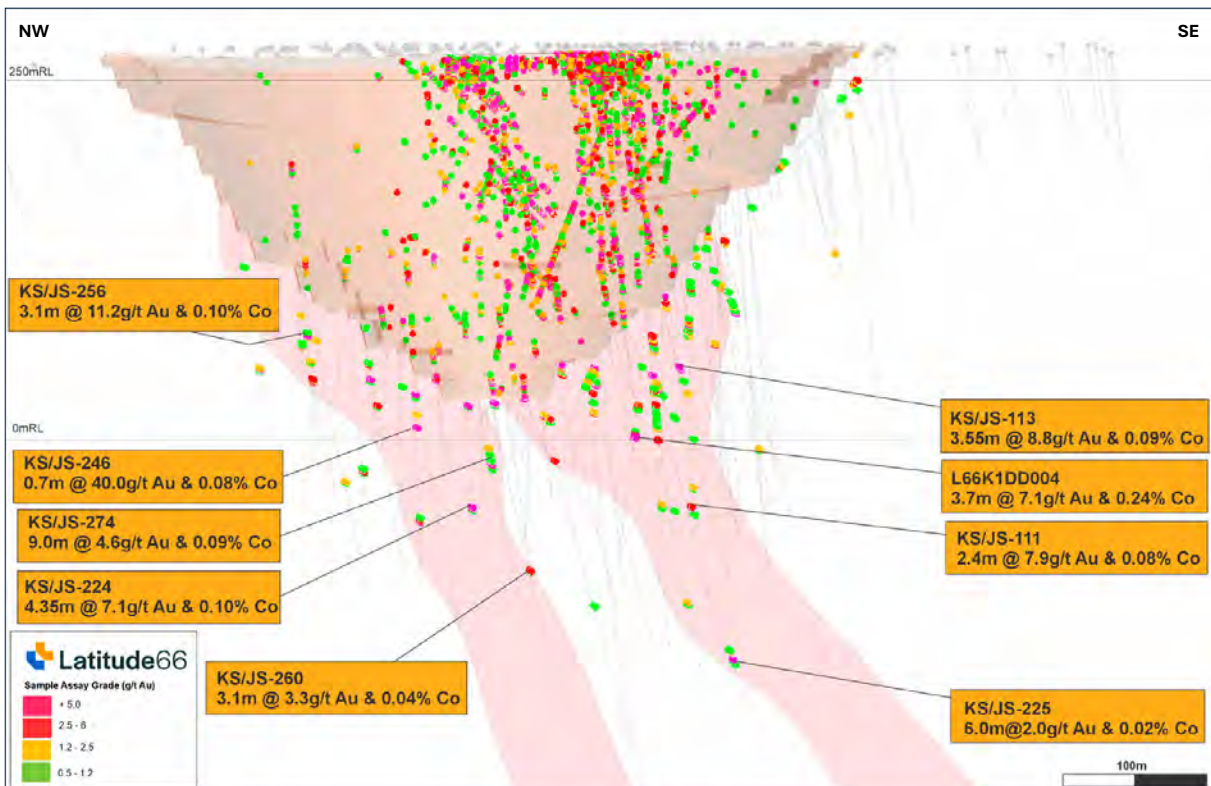 NW
SE
250mRL
KS/JS-256
3.1m @ 11.2g/t Au & 0.10% Co
0mRL
KS/JS-113
3.55m @ 8.8g/t Au & 0.09% Co
KS/JS-246
0.7m @ 40.0g/t Au & 0.08% Co
L66K1DD004
3.7m @ 7.1g/t Au & 0.24% Co
KS/JS-274
9.0m @ 4.6g/t Au & 0.09% Co
KS/JS-111
2.4m @ 7.9g/t Au & 0.08% Co
KS/JS-224
4.35m @ 7.1g/t Au & 0.10% Co
KS/JS-260
3.1m @ 3.3g/t Au & 0.04% Co
KS/JS-225
6.0m@2.0g/t Au & 0.02% Co
Latitude66
Sample Assay Grade (g/t Au)
+ 5.0
2.5 - 5
1.2 - 2.5
0.5 - 1.2
100m